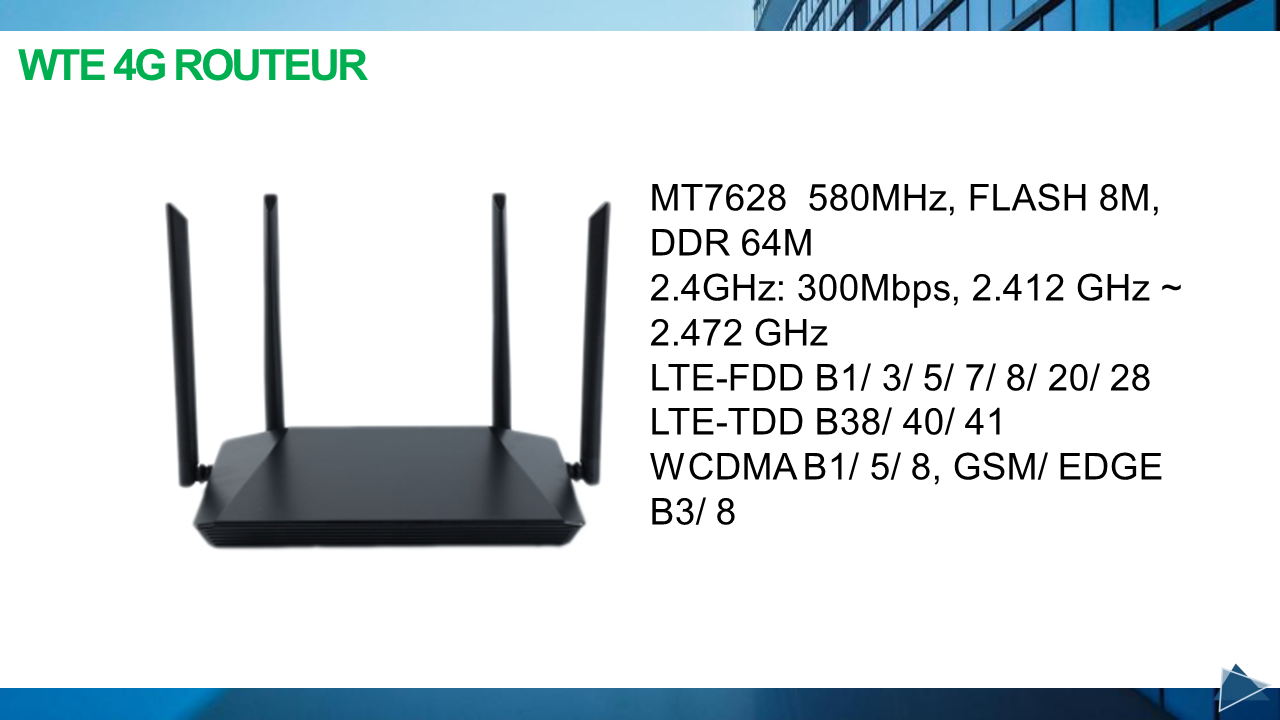 WTE 4G ROUTEUR
MT7628  580MHz, FLASH 8M,
DDR 64M
2.4GHz: 300Mbps, 2.412 GHz ~
2.472 GHz
LTE-FDD B1/ 3/ 5/ 7/ 8/ 20/ 28
LTE-TDD B38/ 40/ 41
WCDMA B1/ 5/ 8, GSM/ EDGE
B3/ 8